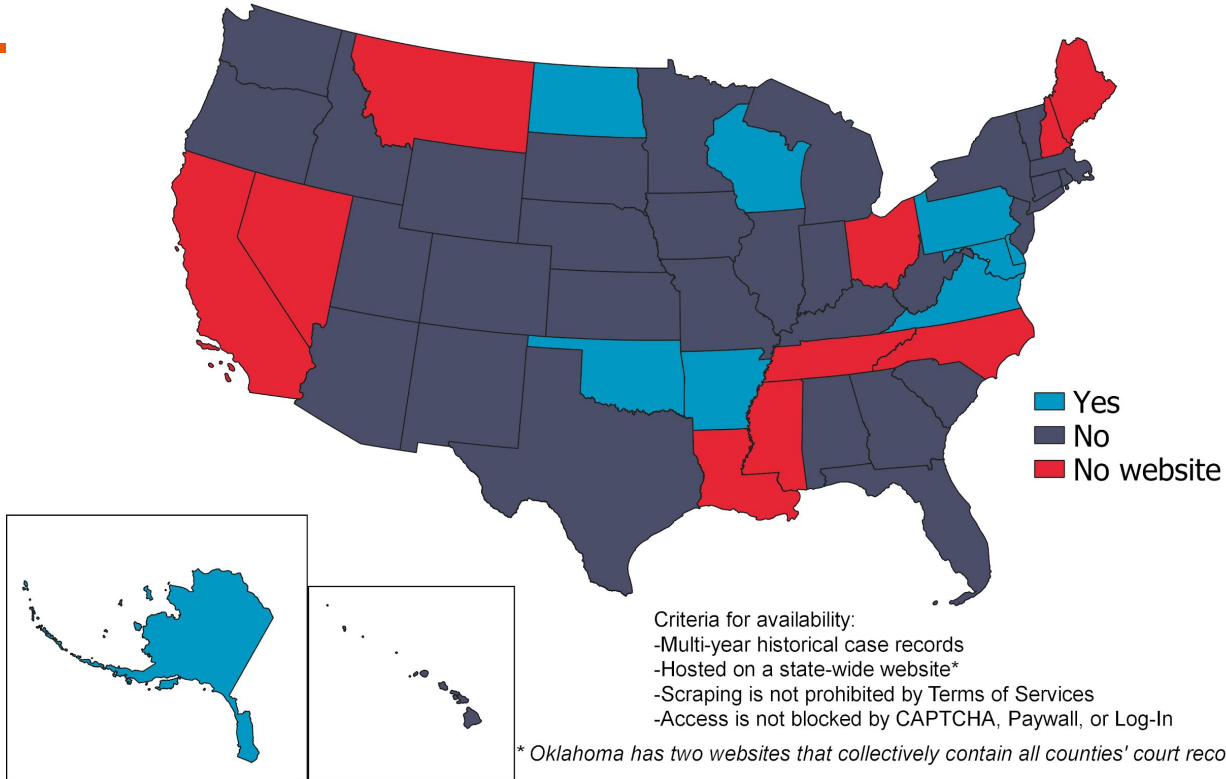 Yes
No
No website
Criteria for availability:
-Multi-year historical case records
-Hosted on a state-wide website*
-Scraping is not prohibited by Terms of Services
-Access is not blocked by CAPTCHA, Paywall, or Log-In
* Oklahoma has two websites that collectively contain all counties' court